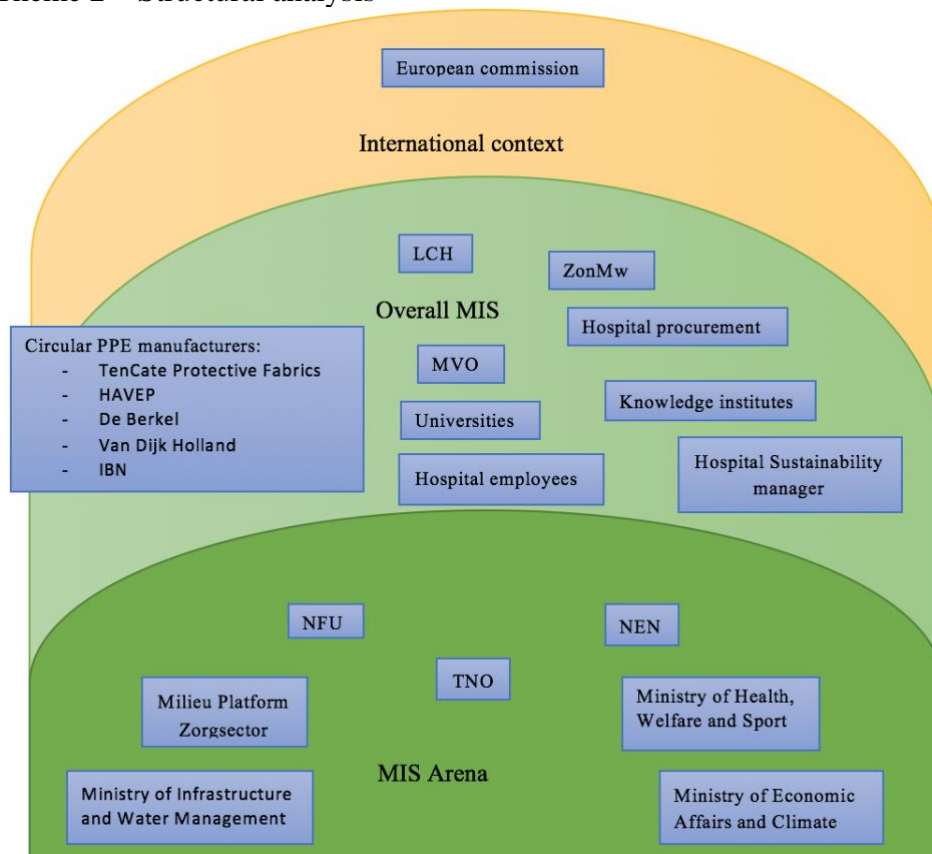 European commission
International context
LCH
ZonMw
Overall MIS
Hospital procurement
Circular PPE manufacturers:
- TenCate Protective Fabrics
- HAVEP
- De Berkel
- Van Dijk Holland
- IBN
MVO
Knowledge institutes
Universities
Hospital Sustainability
manager
Hospital employees
NFU
NEN
TNO
Milieu Platform
Zorgsector
Ministry of Health,
Welfare and Sport
MIS Arena
Ministry of Infrastructure
and Water Management
Ministry of Economic
Affairs and Climate